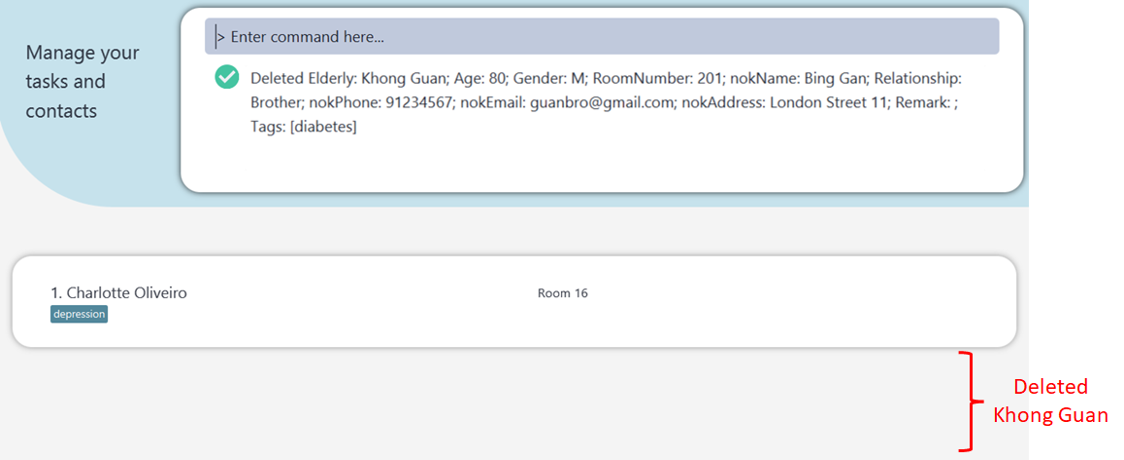 Manage your
tasks and
contacts
> Enter command here...
Deleted Elderly: Khong Guan; Age: 80; Gender: M; RoomNumber: 201; nokName: Bing Gan; Relationship:
Brother; nokPhone: 91234567; nokEmail: guanbro@gmail.com; nokAddress: London Street 11; Remark: ;
Tags: [diabetes]
1. Charlotte Oliveiro
Room 16
depression
Deleted
Khong Guan